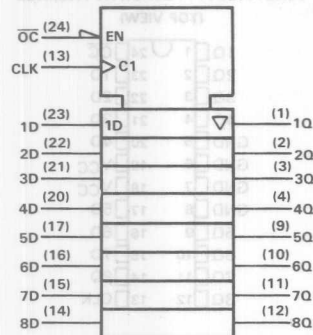 OC (24) EN
CLK (13) C1
1D (23) 1D ▽ (1) 1Q
2D (22) (2) 2Q
3D (21) (3) 3Q
4D (20) (4) 4Q
5D (17) (9) 5Q
6D (16) (10) 6Q
7D (15) (11) 7Q
8D (14) (12) 8Q